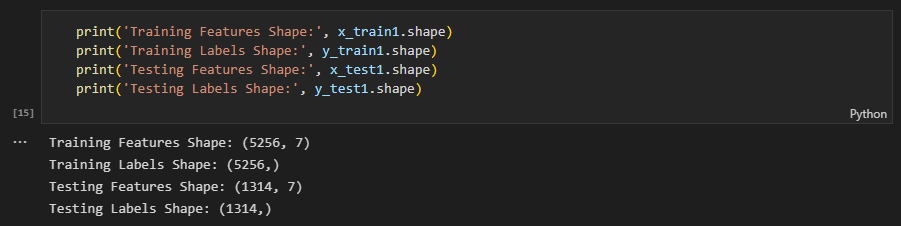 print('Training Features Shape:', x_train1.shape)
print('Training Labels Shape:', y_train1.shape)
print('Testing Features Shape:', x_test1.shape)
print('Testing Labels Shape:', y_test1.shape)
[15]
Python
...
Training Features Shape: (5256, 7)
Training Labels Shape: (5256,)
Testing Features Shape: (1314, 7)
Testing Labels Shape: (1314,)